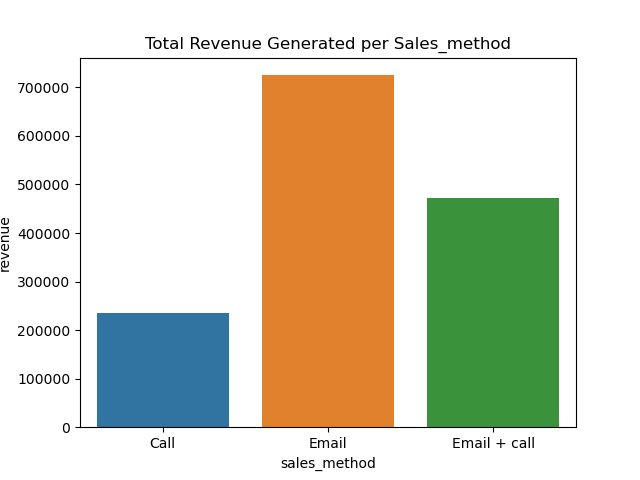 Total Revenue Generated per Sales_method
700000
600000
500000
400000
300000
200000
100000
0
revenue
Call Email Email + call
sales_method